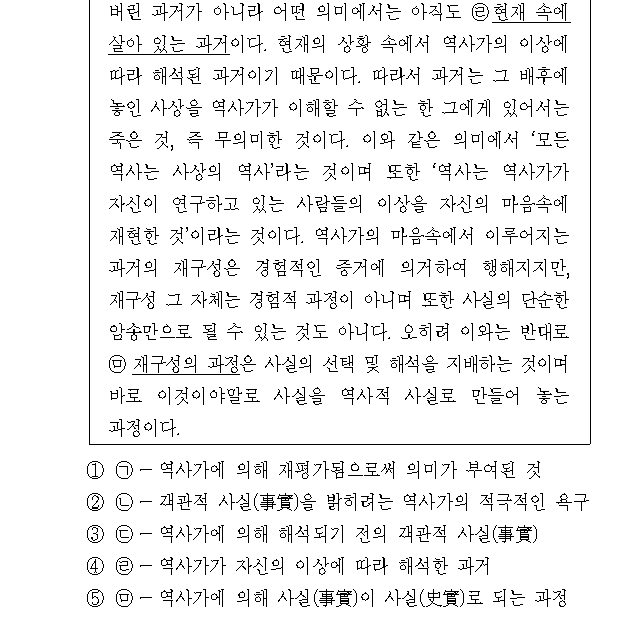 버린 과거가 아니라 어떤 의미에서는 아직도 ㉣현재 속에
살아 있는 과거이다. 현재의 상황 속에서 역사가의 이상에
따라 해석된 과거이기 때문이다. 따라서 과거는 그 배후에
놓인 사상을 역사가가 이해할 수 없는 한 그에게 있어서는
죽은 것, 즉 무의미한 것이다. 이와 같은 의미에서 ‘모든
역사는 사상의 역사’라는 것이며 또한 ‘역사는 역사가가
자신이 연구하고 있는 사람들의 이상을 자신의 마음속에
재현한 것’이라는 것이다. 역사가의 마음속에서 이루어지는
과거의 재구성은 경험적인 증거에 의거하여 행해지지만,
재구성 그 자체는 경험적 과정이 아니며 또한 사실의 단순한
암송만으로 될 수 있는 것도 아니다. 오히려 이와는 반대로
㉤ 재구성의 과정은 사실의 선택 및 해석을 지배하는 것이며
바로 이것이야말로 사실을 역사적 사실로 만들어 놓는
과정이다.
① ㉠ – 역사가에 의해 재평가됨으로써 의미가 부여된 것
② ㉡ – 객관적 사실(事實)을 밝히려는 역사가의 적극적인 욕구
③ ㉢ – 역사가에 의해 해석되기 전의 객관적 사실(事實)
④ ㉣ – 역사가가 자신의 이상에 따라 해석한 과거
⑤ ㉤ – 역사가에 의해 사실(事實)이 사실(史實)로 되는 과정